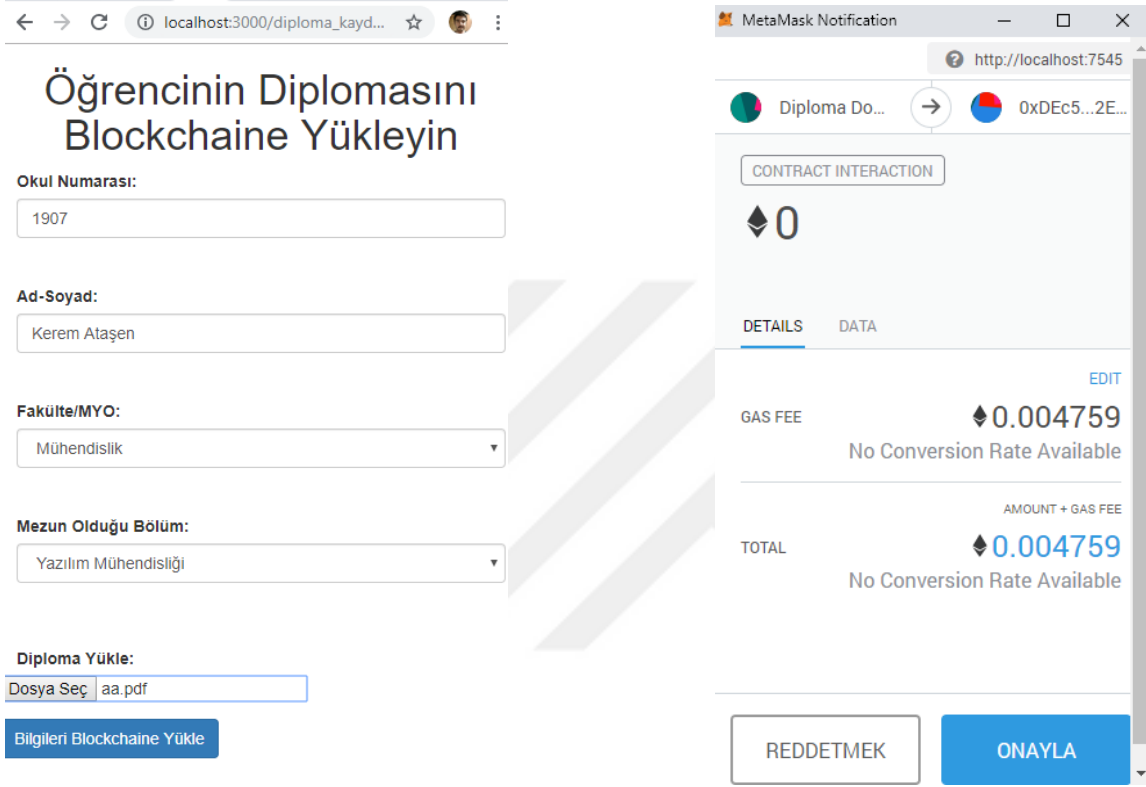 localhost:3000/diploma_kayd...
Öğrencinin Diplomasını
Blockchaine Yükleyin
Okul Numarası:
1907
Ad-Soyad:
Kerem Ataşen
Fakülte/MYO:
Mühendislik
Mezun Olduğu Bölüm:
Yazılım Mühendisliği
Diploma Yükle:
Dosya Seç aa.pdf
Bilgileri Blockchaine Yükle
MetaMask Notification
http://localhost:7545
Diploma Do... 0xDEc5...2E...
CONTRACT INTERACTION
0
DETAILS DATA
EDIT
GAS FEE 0.004759
No Conversion Rate Available
AMOUNT + GAS FEE
TOTAL 0.004759
No Conversion Rate Available
REDDETMEK ONAYLA